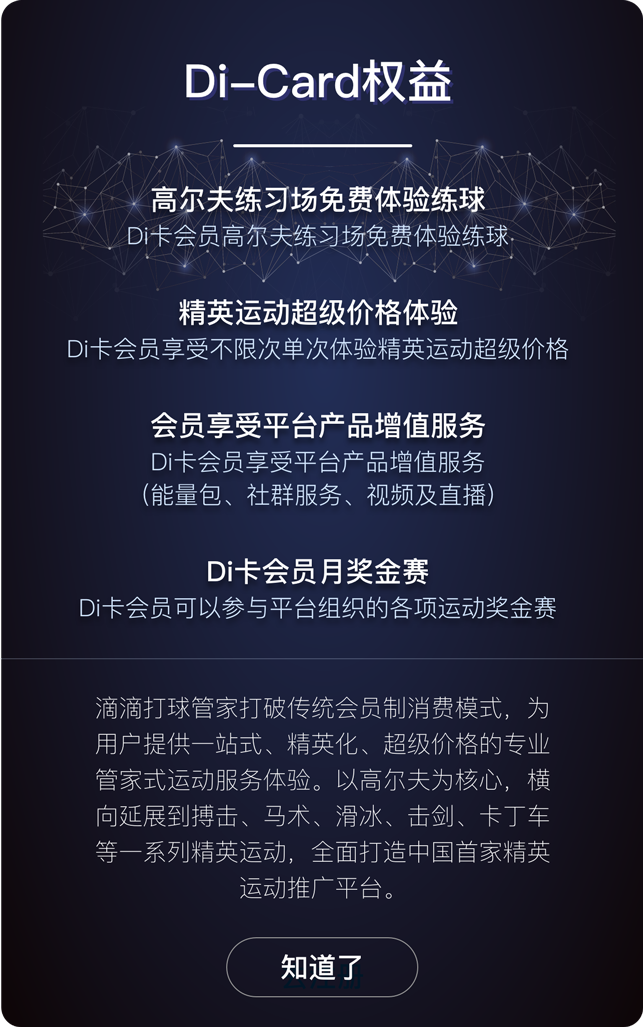 Di-Card权益
高尔夫练习场免费体验练球
Di卡会员高尔夫练习场免费体验练球
精英运动超级价格体验
Di卡会员享受不限次单次体验精英运动超级价格
会员享受平台产品增值服务
Di卡会员享受平台产品增值服务
（能量包、社群服务、视频及直播）
Di卡会员月奖金赛
Di卡会员可以参与平台组织的各项运动奖金赛
滴滴打球管家打破传统会员制消费模式，为
用户提供一站式、精英化、超级价格的专业
管家式运动服务体验。以高尔夫为核心，横
向延展到搏击、马术、滑冰、击剑、卡丁车
等一系列精英运动，全面打造中国首家精英
运动推广平台。
知道了